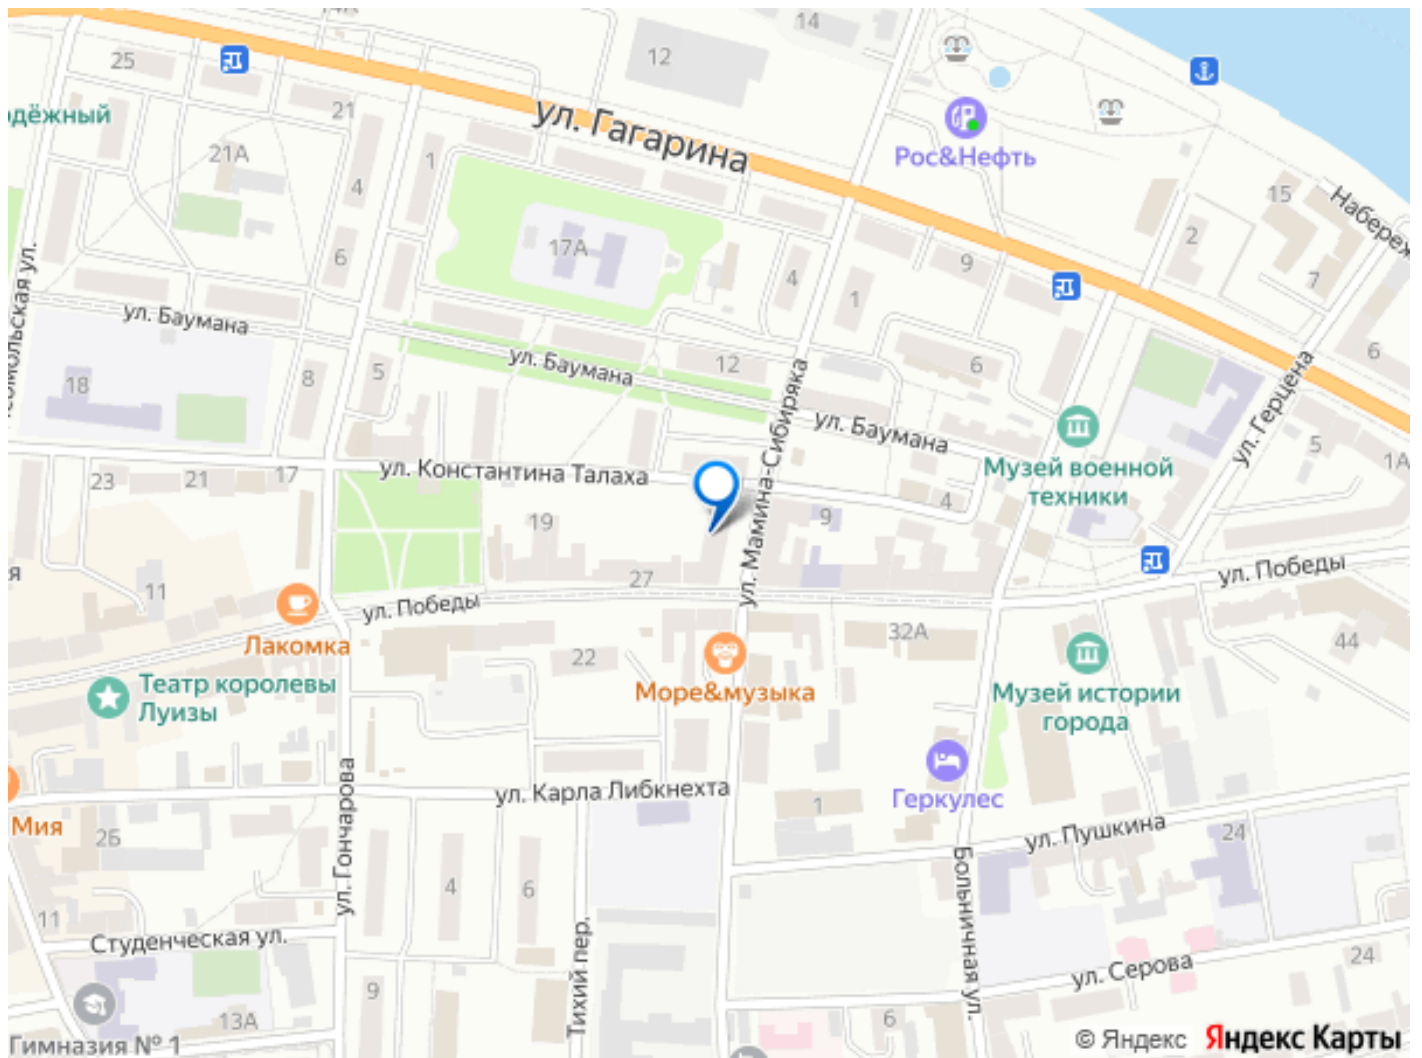 14А
14
25
12
ул. Гагарина
21
дёжный
Рос&Нефть
21А
1
4
15
Набереж
17А
2
6
9
7
4
1
омольская ул.
ул. Баумана
ул. Баумана
12
6
6
18
8
5
ул. Мамина-Сибиряка
ул. Баумана
ул. Герцена
5
1А
23
21
17
ул. Константина Талаха
4
Музей военной
техники
19
9
11
27
ул. Победы
ул. Победы
я
Лакомка
22
32А
44
Театр королевы
Луизы
Море&музыка
Музей истории
города
ул. Карла Либкнехта
1
Геркулес
ул. Гончарова
Мия
2Б
ул. Пушкина
24
4
6
Больничная ул.
11
Студенческая ул.
Тихий пер.
ул. Серова
24
9
13А
6
Гимназия № 1
© Яндекс Яндекс Карты